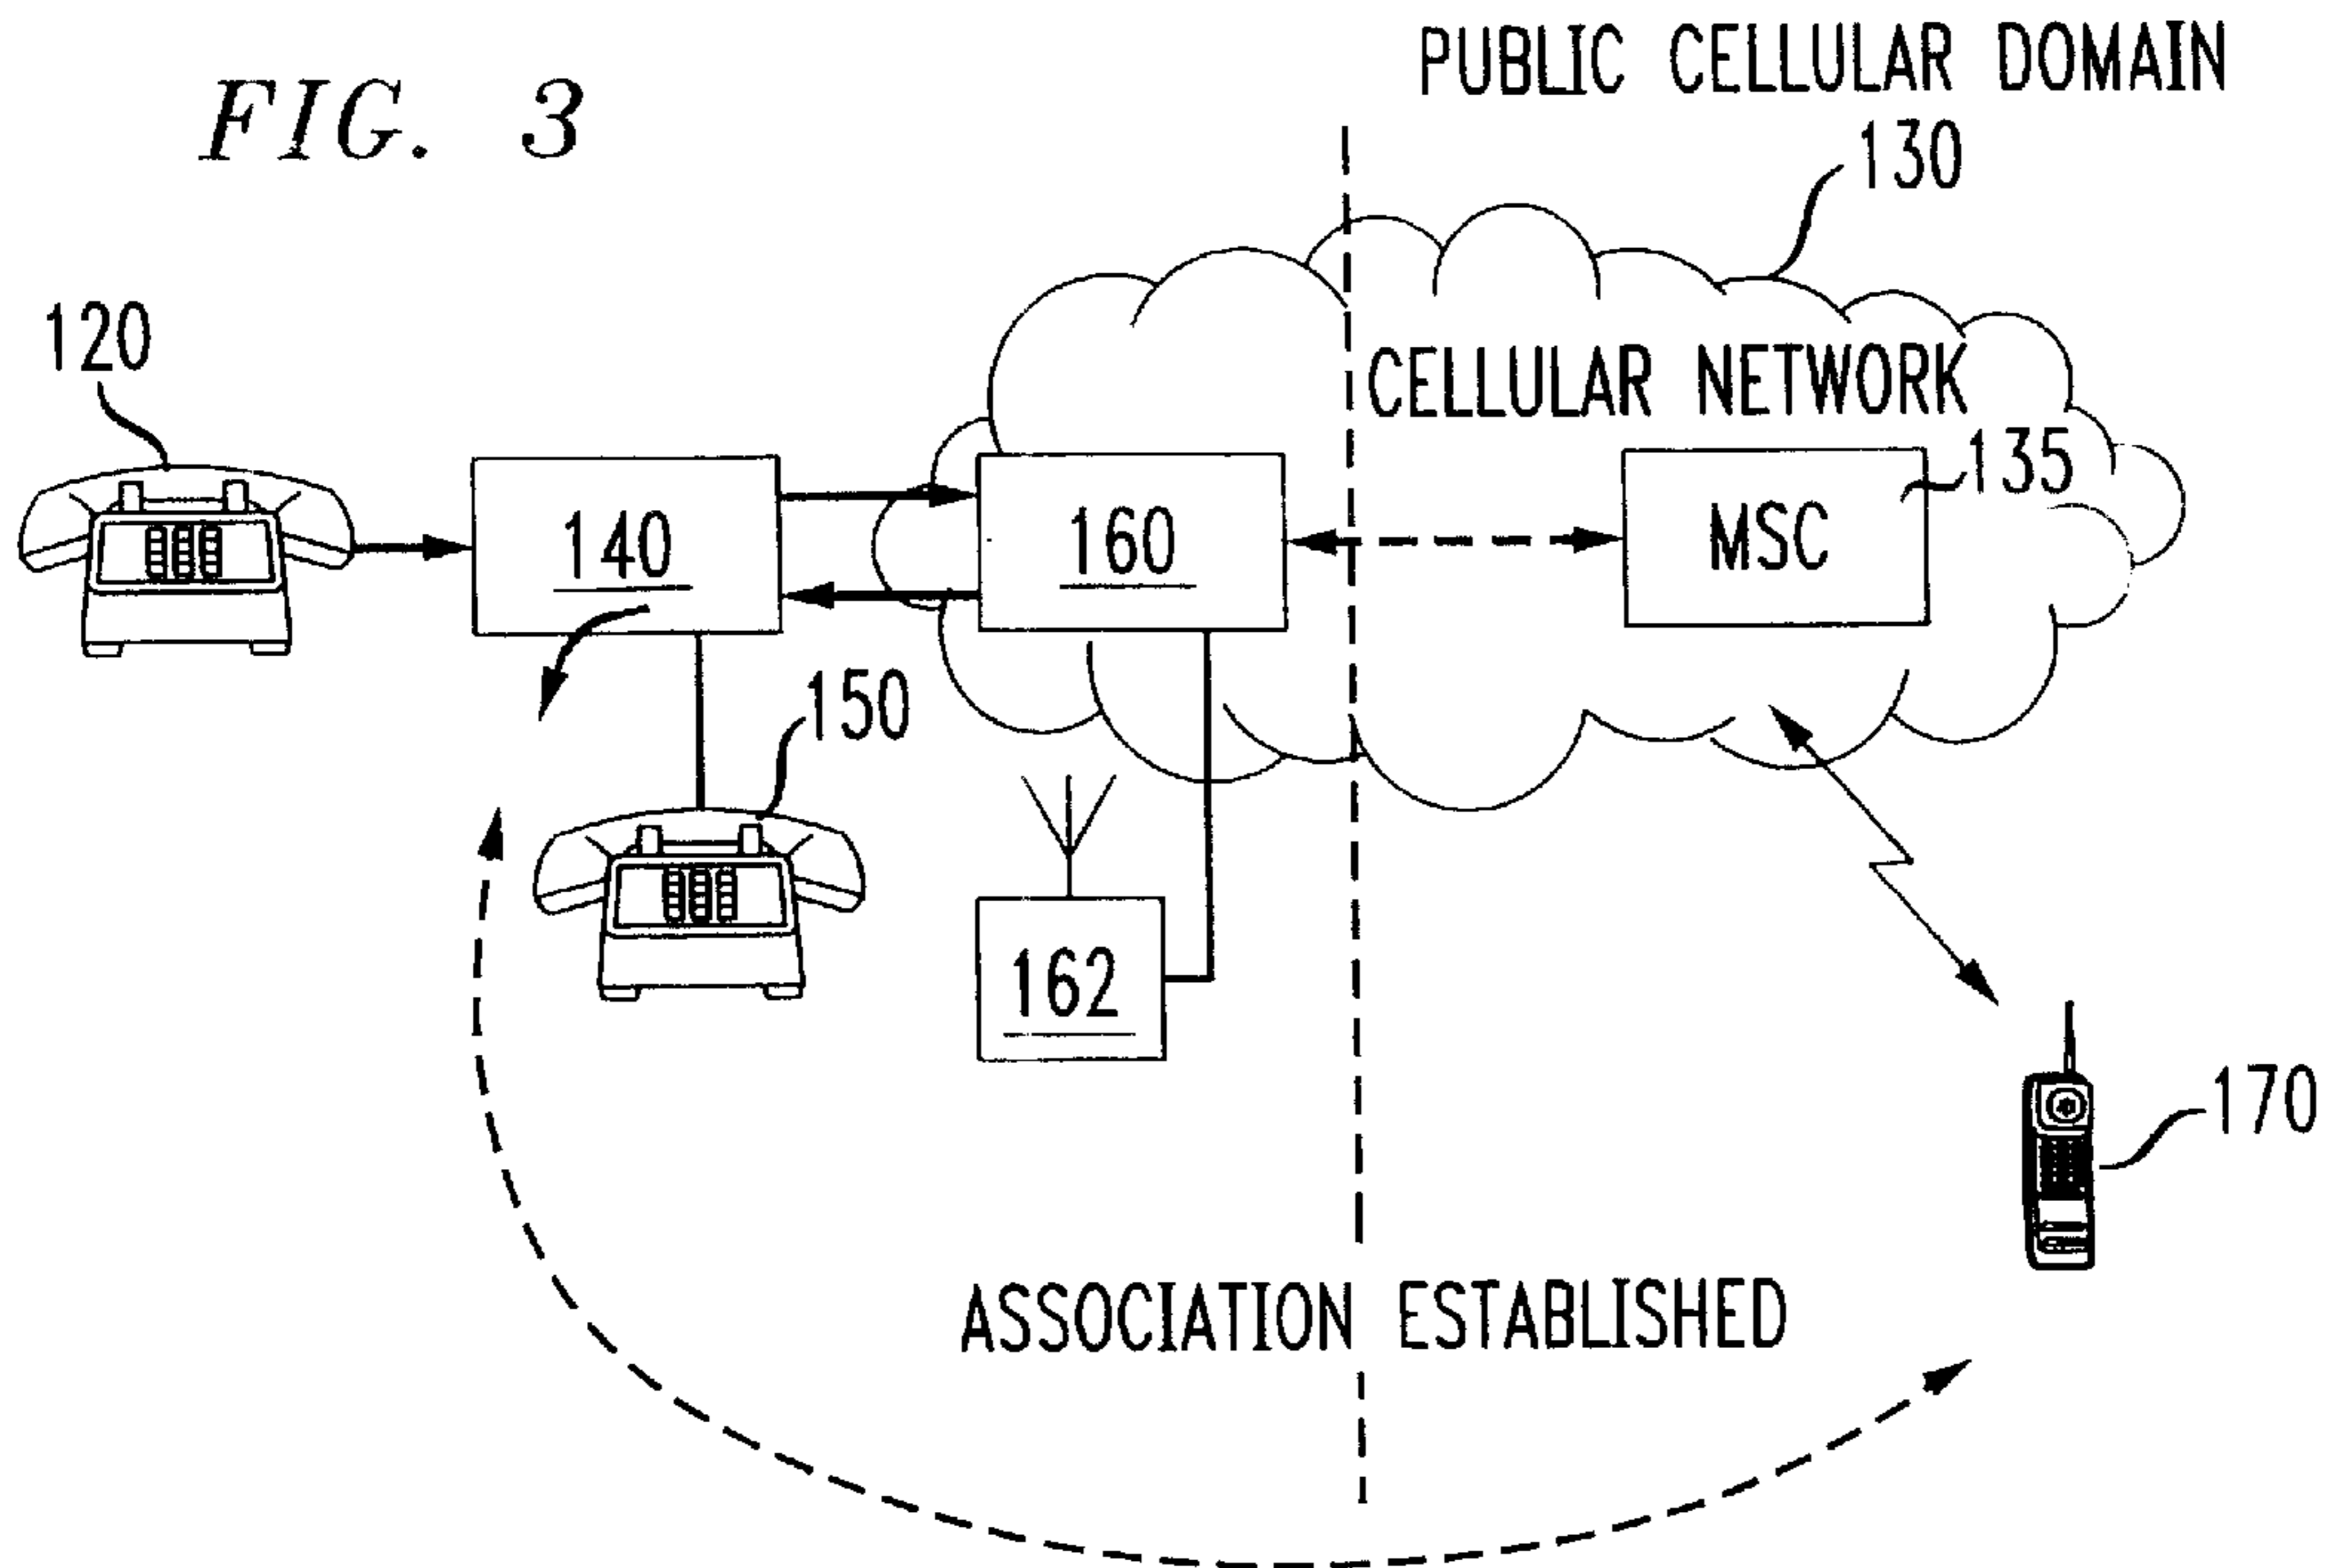 PUBLIC CELLULAR DOMAIN
FIG. 3
130
120
CELLULAR NETWORK
135
140
160
MSC
150
162
170
ASSOCIATION ESTABLISHED